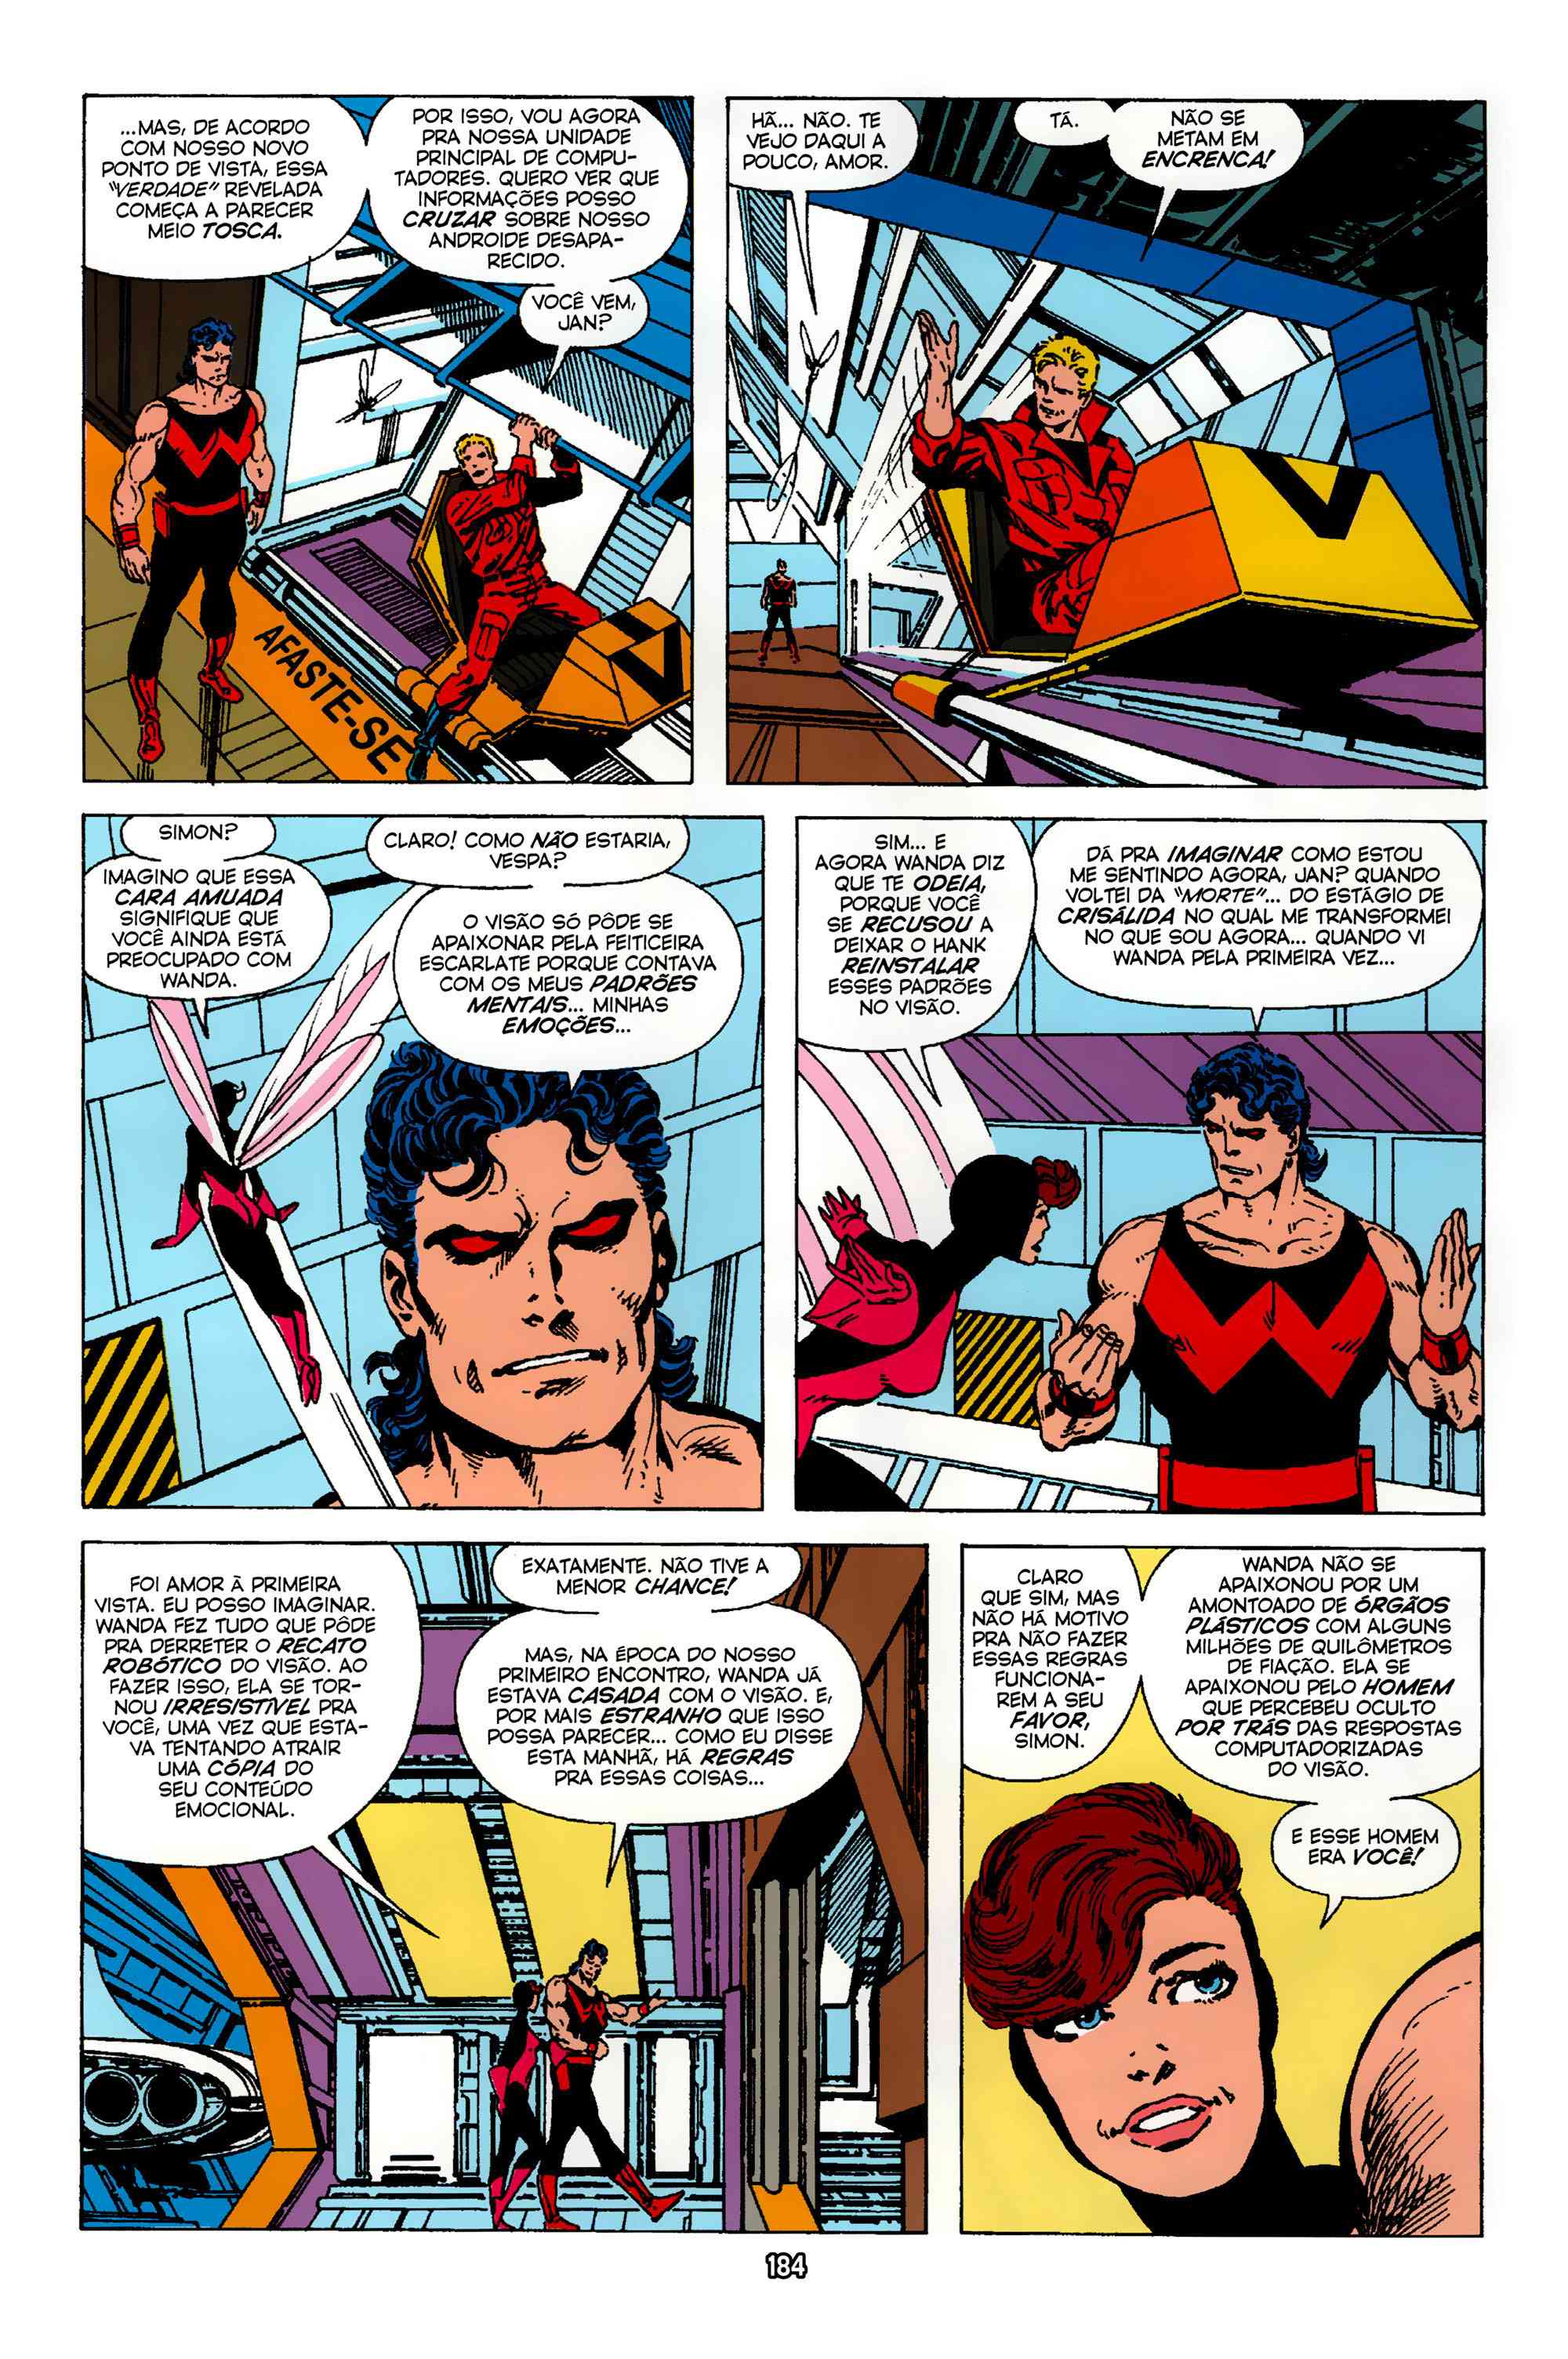 ...MAS, DE ACORDO
COM NOSSO NOVO
PONTO DE VISTA, ESSA
"VERDADE" REVELADA
COMEÇA A PARECER
MEIO TOSCA.
POR ISSO, VOU AGORA
PRA NOSSA UNIDADE
PRINCIPAL DE COMPU-
TADORES. QUERO VER QUE
INFORMAÇÕES POSSO
CRUZAR SOBRE NOSSO
ANDROIDE DESAPA-
RECIDO.
VOCÊ VEM,
JAN?
AFASTE-SE
HÃ... NÃO. TE
VEJO DAQUI A
POUCO, AMOR.
TÁ.
NÃO SE
METAM EM
ENCRENCA!
SIMON?
IMAGINO QUE ESSA
CARA AMUADA
SIGNIFIQUE QUE
VOCÊ AINDA ESTÁ
PREOCUPADO COM
WANDA.
CLARO! COMO NÃO ESTARIA,
VESPA?
O VISÃO SÓ PÔDE SE
APAIXONAR PELA FEITICEIRA
ESCARLATE PORQUE CONTAVA
COM OS MEUS PADRÕES
MENTAIS... MINHAS
EMOÇÕES...
SIM... E
AGORA WANDA DIZ
QUE TE ODEIA,
PORQUE VOCÊ
SE RECUSOU A
DEIXAR O HANK
REINSTALAR
ESSES PADRÕES
NO VISÃO.
DÁ PRA IMAGINAR COMO ESTOU
ME SENTINDO AGORA, JAN? QUANDO
VOLTEI DA "MORTE"... DO ESTÁGIO DE
CRISÁLIDA NO QUAL ME TRANSFORMEI
NO QUE SOU AGORA... QUANDO VI
WANDA PELA PRIMEIRA VEZ...
FOI AMOR À PRIMEIRA
VISTA. EU POSSO IMAGINAR.
WANDA FEZ TUDO QUE PÔDE
PRA DERRETER O RECATO
ROBÓTICO DO VISÃO. AO
FAZER ISSO, ELA SE TOR-
NOU IRRESISTÍVEL PRA
VOCÊ, UMA VEZ QUE ESTA-
VA TENTANDO ATRAIR
UMA CÓPIA DO
SEU CONTEÚDO
EMOCIONAL.
EXATAMENTE. NÃO TIVE A
MENOR CHANCE!
MAS, NA ÉPOCA DO NOSSO
PRIMEIRO ENCONTRO, WANDA JÁ
ESTAVA CASADA COM O VISÃO. E,
POR MAIS ESTRANHO QUE ISSO
POSSA PARECER... COMO EU DISSE
ESTA MANHÃ, HÁ REGRAS
PRA ESSAS COISAS...
CLARO
QUE SIM, MAS
NÃO HÁ MOTIVO
PRA NÃO FAZER
ESSAS REGRAS
FUNCIONA-
REM A SEU
FAVOR,
SIMON.
WANDA NÃO SE
APAIXONOU POR UM
AMONTOADO DE ÓRGÃOS
PLÁSTICOS COM ALGUNS
MILHÕES DE QUILÔMETROS
DE FIAÇÃO. ELA SE
APAIXONOU PELO HOMEM
QUE PERCEBEU OCULTO
POR TRÁS DAS RESPOSTAS
COMPUTADORIZADAS
DO VISÃO.
E ESSE HOMEM
ERA VOCÊ!
184